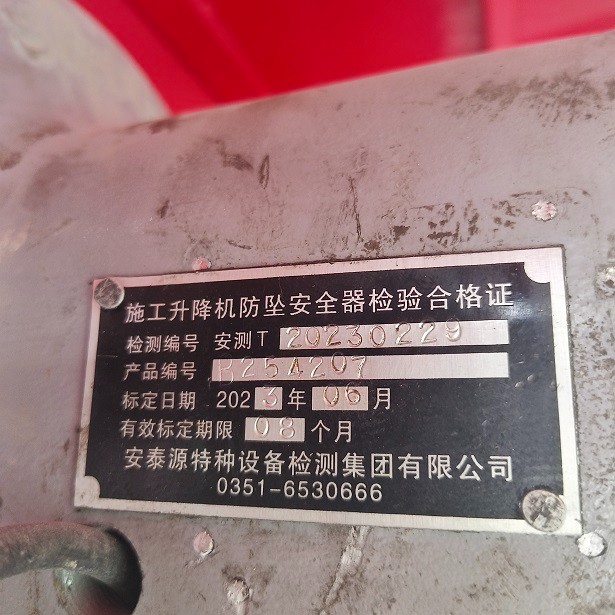 施工升降机防坠安全器检验合格证
检测编号 安测T 20230229
产品编号 B254207
标定日期 2023年06月
有效标定期限 08个月
安泰源特种设备检测集团有限公司
0351-6530666